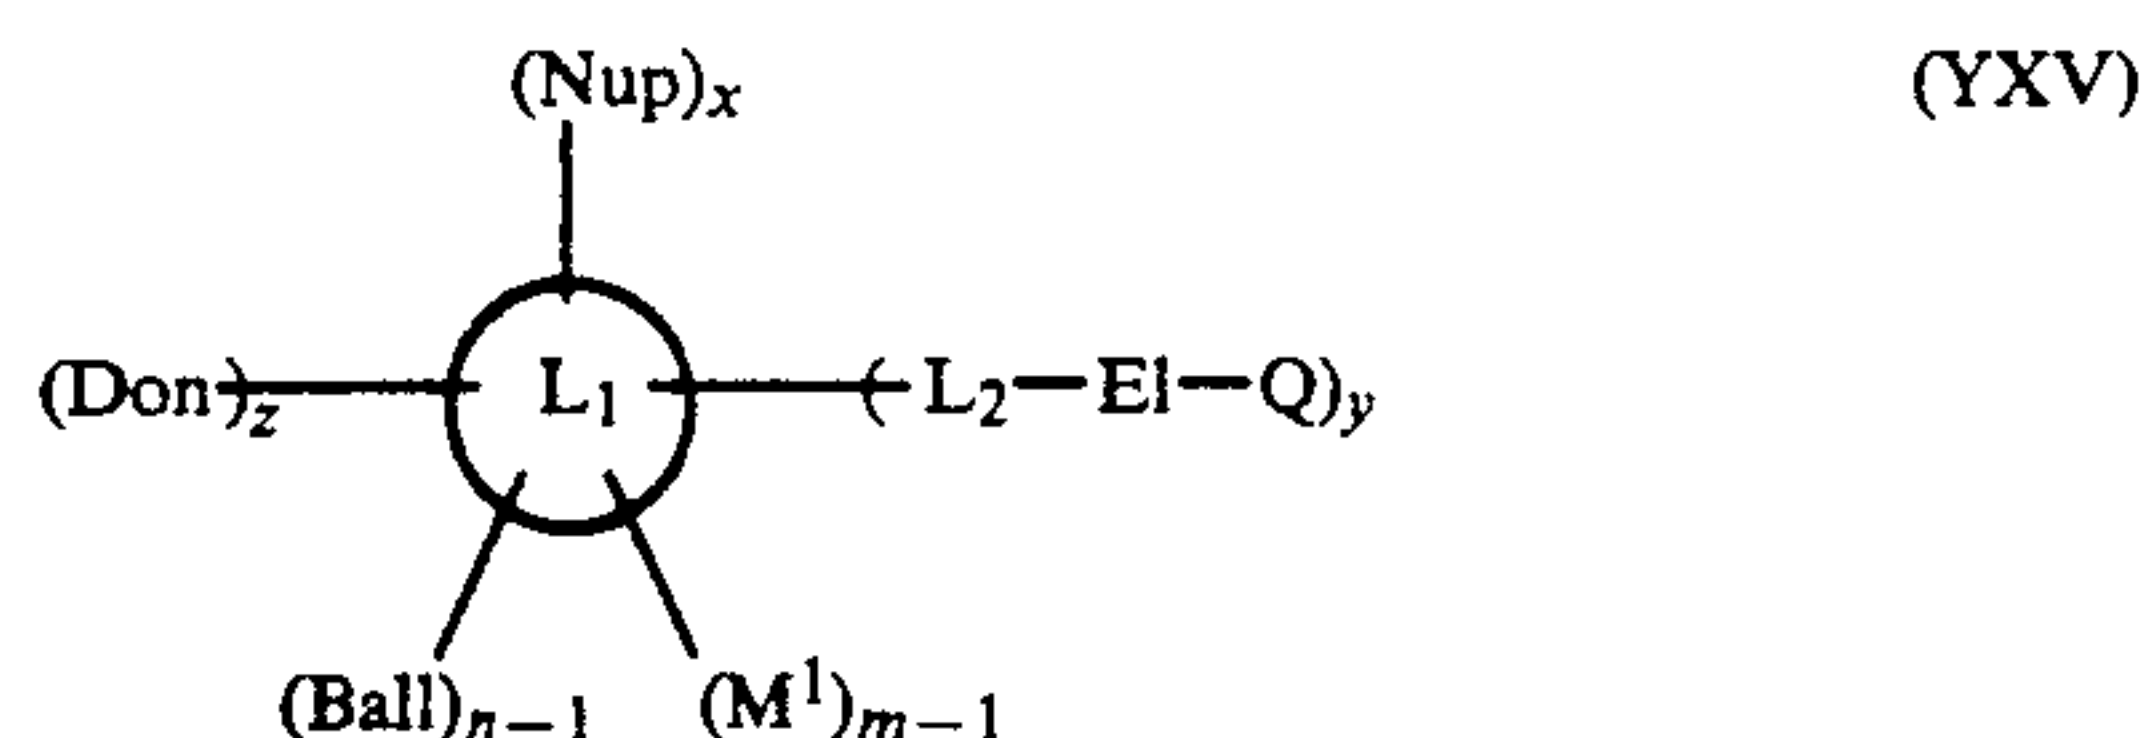 (Nup)x (YXV)
(Don)z L1 ( L2—El—Q)y
(Ball)n−1 (M1)m−1